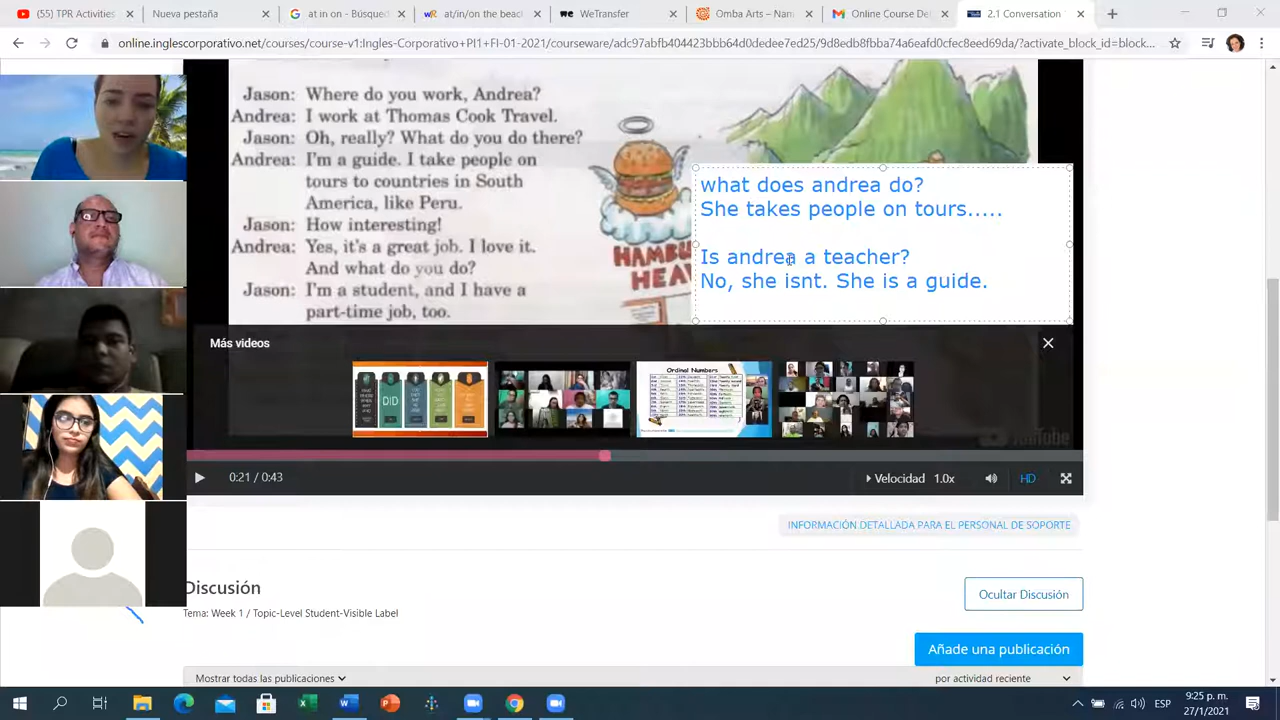 (55) TPR Activities
Nueva pestaña
at in on - Búsqued
at/in/on the beach
WeTransfer
Omba Arts – Nani
Online Course De
2.1 Conversation
online.inglescorporativo.net/courses/course-v1:Ingles-Corporativo+PI1+FI-01-2021/courseware/adc97abfb404423bbb64d0dedee7ed25/9d8edb8fbba74a6eafd0cfec8eed69da/?activate_block_id=block...
Jason: Where do you work, Andrea?
Andrea: I work at Thomas Cook Travel.
Jason: Oh, really? What do you do there?
Andrea: I'm a guide. I take people on
tours to countries in South
America, like Peru.
Jason: How interesting!
Andrea: Yes, it's a great job. I love it.
And what do you do?
Jason: I'm a student, and I have a
part-time job, too.
what does andrea do?
She takes people on tours.....
Is andrea a teacher?
No, she isnt. She is a guide.
HAMBU
HEA
Más videos
DID
Ordinal Numbers
YouTube
0:21 / 0:43
Velocidad 1.0x
HD
INFORMACIÓN DETALLADA PARA EL PERSONAL DE SOPORTE
Discusión
Ocultar Discusión
Tema: Week 1 / Topic-Level Student-Visible Label
Añade una publicación
Mostrar todas las publicaciones
por actividad reciente
ESP
9:25 p. m.
27/1/2021